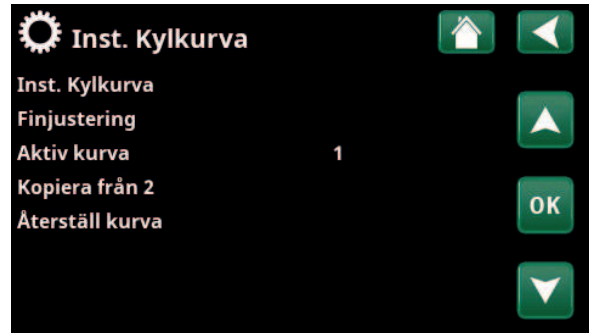 Inst. Kylkurva
Inst. Kylkurva
Finjustering
Aktiv kurva 1
Kopiera från 2
OK
Återställ kurva